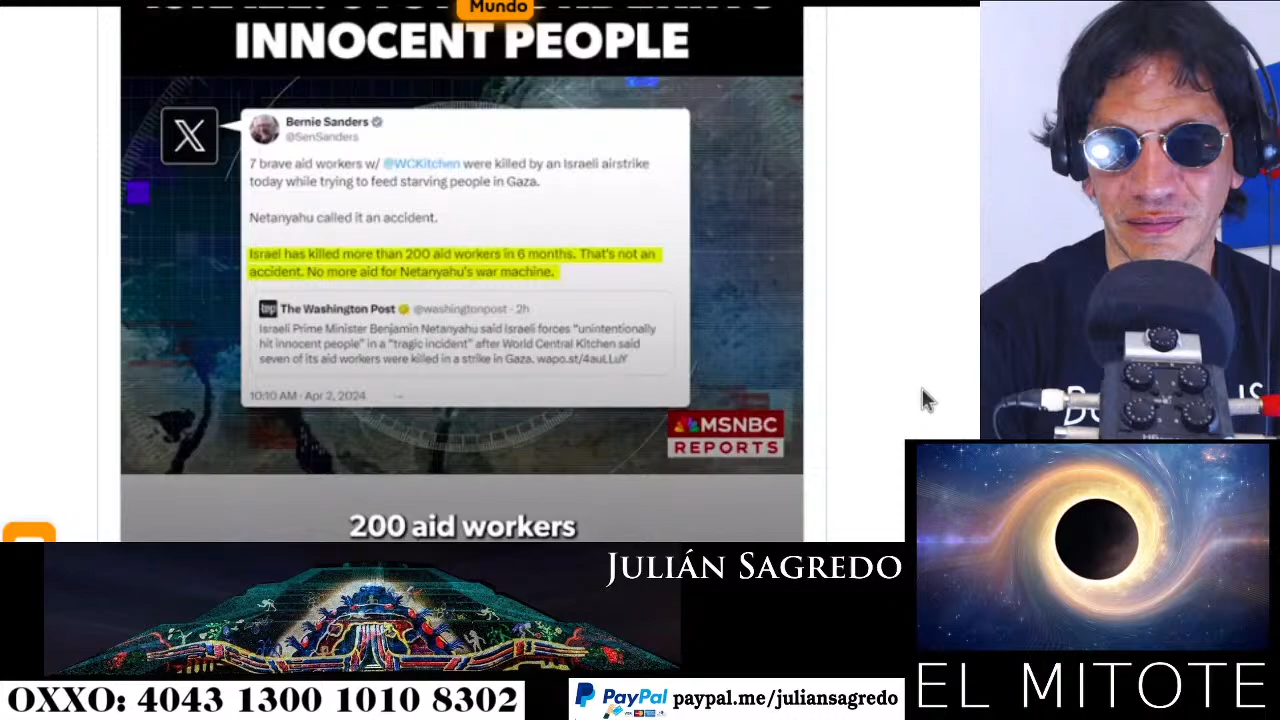 Mundo
INNOCENT PEOPLE
Bernie Sanders
@SenSanders
7 brave aid workers w/ @WCKitchen were killed by an Israeli airstrike
today while trying to feed starving people in Gaza.
Netanyahu called it an accident.
Israel has killed more than 200 aid workers in 6 months. That's not an
accident. No more aid for Netanyahu's war machine.
The Washington Post @washingtonpost · 2h
Israeli Prime Minister Benjamin Netanyahu said Israeli forces "unintentionally
hit innocent people" in a "tragic incident" after World Central Kitchen said
seven of its aid workers were killed in a strike in Gaza. wapo.st/4auLLuY
10:10 AM · Apr 2, 2024
MSNBC
REPORTS
200 aid workers
JULIÁN SAGREDO
EL MITOTE
OXXO: 4043 1300 1010 8302
PayPal paypal.me/juliansagredo